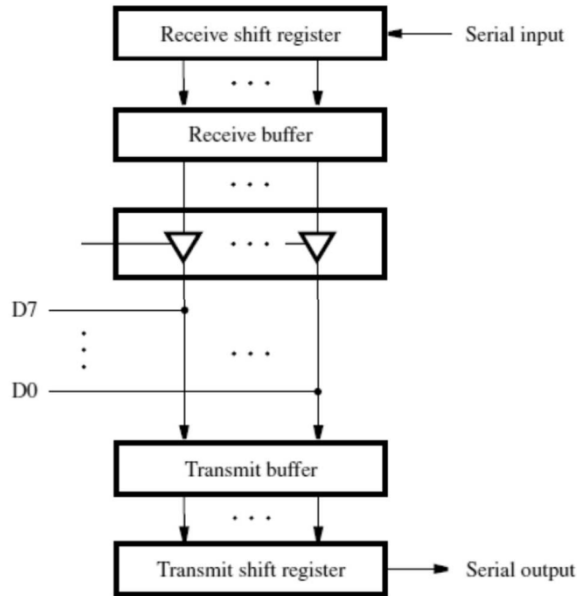 Receive shift register
Serial input
Receive buffer
D7
D0
Transmit buffer
Transmit shift register
Serial output